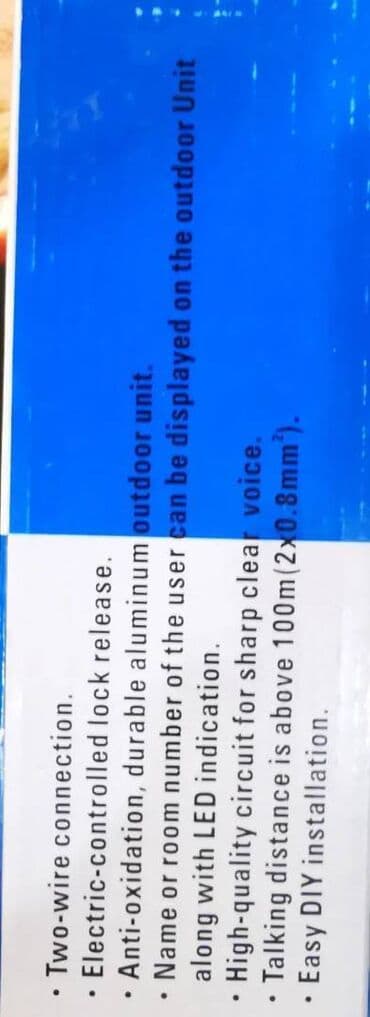 • Two-wire connection.
• Electric-controlled lock release.
• Anti-oxidation, durable aluminum outdoor unit.
• Name or room number of the user can be displayed on the outdoor Unit
along with LED indication.
• High-quality circuit for sharp clear voice.
• Talking distance is above 100m(2x0.8mm²).
• Easy DIY installation.